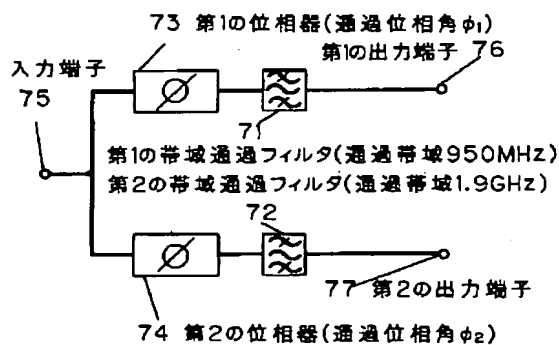 73 第1の位相器(通過位相角φ₁)
第1の出力端子 76
入力端子
75
71
第1の帯域通過フィルタ(通過帯域950MHz)
第2の帯域通過フィルタ(通過帯域1.9GHz)
72
77 第2の出力端子
74 第2の位相器(通過位相角φ₂)